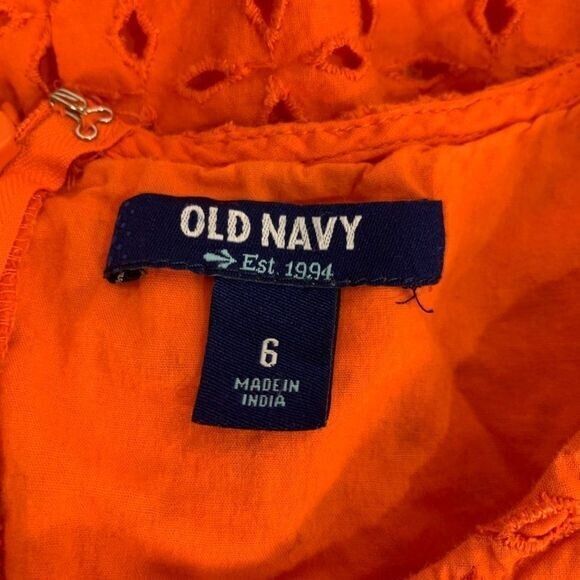 OLD NAVY
Est. 1994
6
MADE IN
INDIA